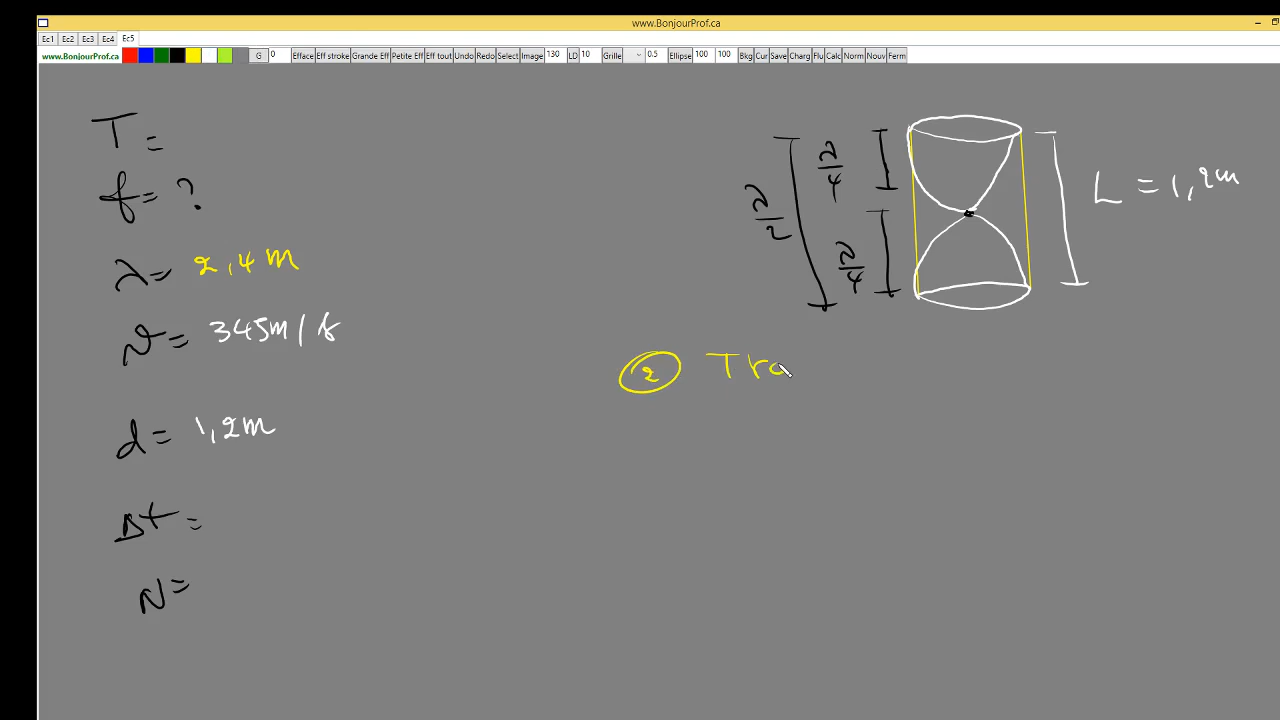 www.BonjourProf.ca
Ec1 Ec2 Ec3 Ec4 Ec5
www.BonjourProf.ca G 0 Efface Eff stroke Grande Eff Petite Eff Eff tout Undo Redo Select Image 130 LD 10 Grille 0.5 Ellipse 100 100 Bkg Cur Save Charg Flu Calc Norm Nouv Ferm
T =
f = ?
λ = 2,4 m
v = 345 m/s
d = 1,2 m
Δt =
N =
λ/2
λ/4
λ/4
L = 1,2 m
2 Tra